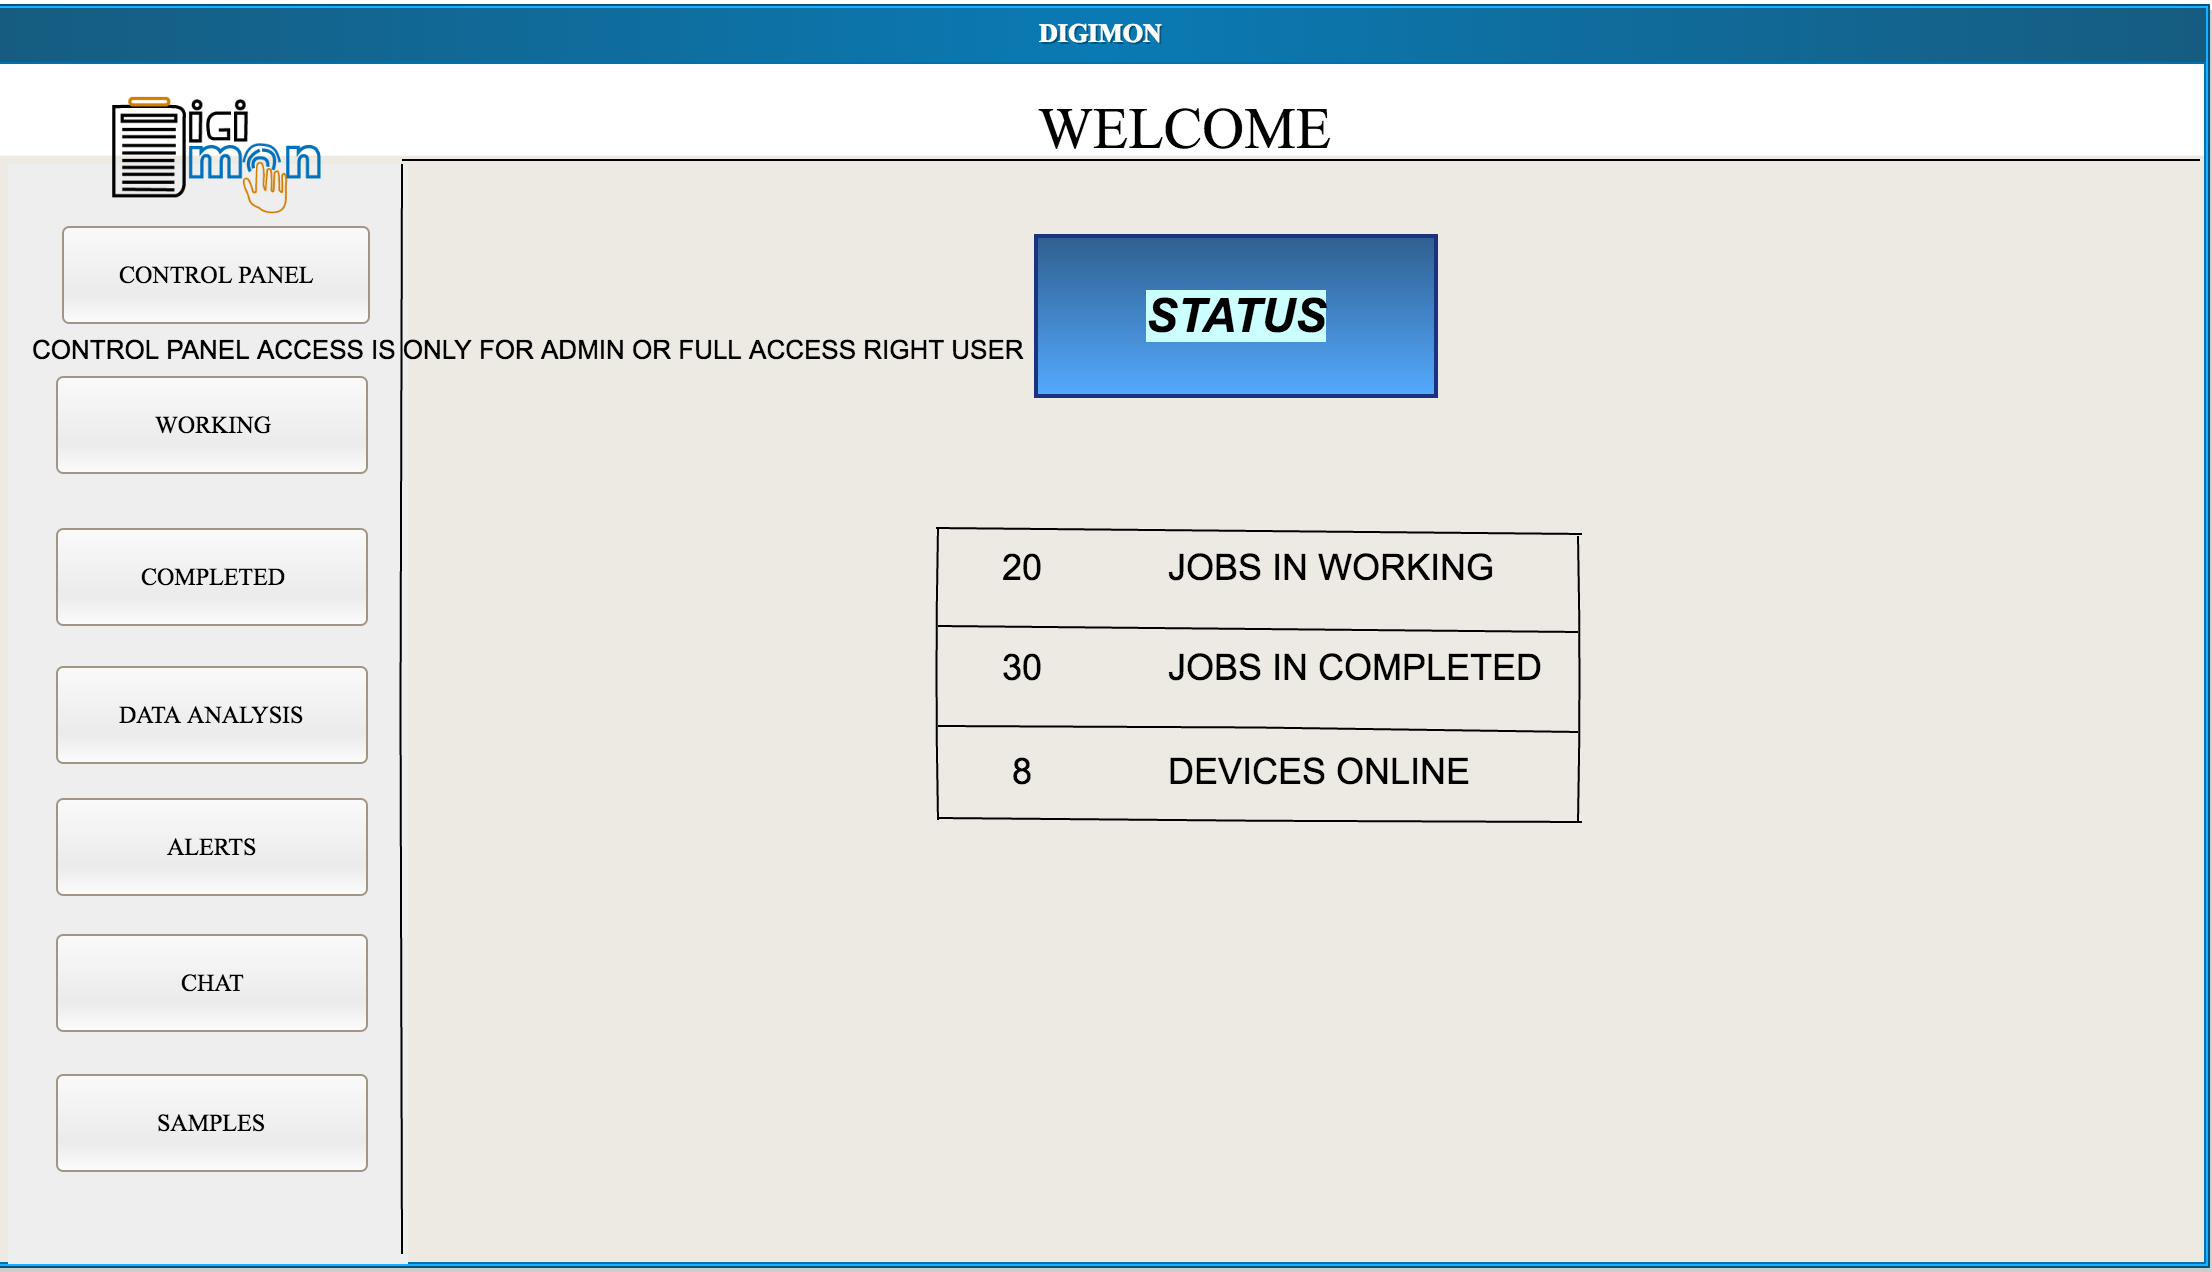 DIGIMON
iGi
mon
WELCOME
CONTROL PANEL
STATUS
CONTROL PANEL ACCESS IS ONLY FOR ADMIN OR FULL ACCESS RIGHT USER
WORKING
COMPLETED
DATA ANALYSIS
ALERTS
CHAT
SAMPLES
20 JOBS IN WORKING
30 JOBS IN COMPLETED
8 DEVICES ONLINE